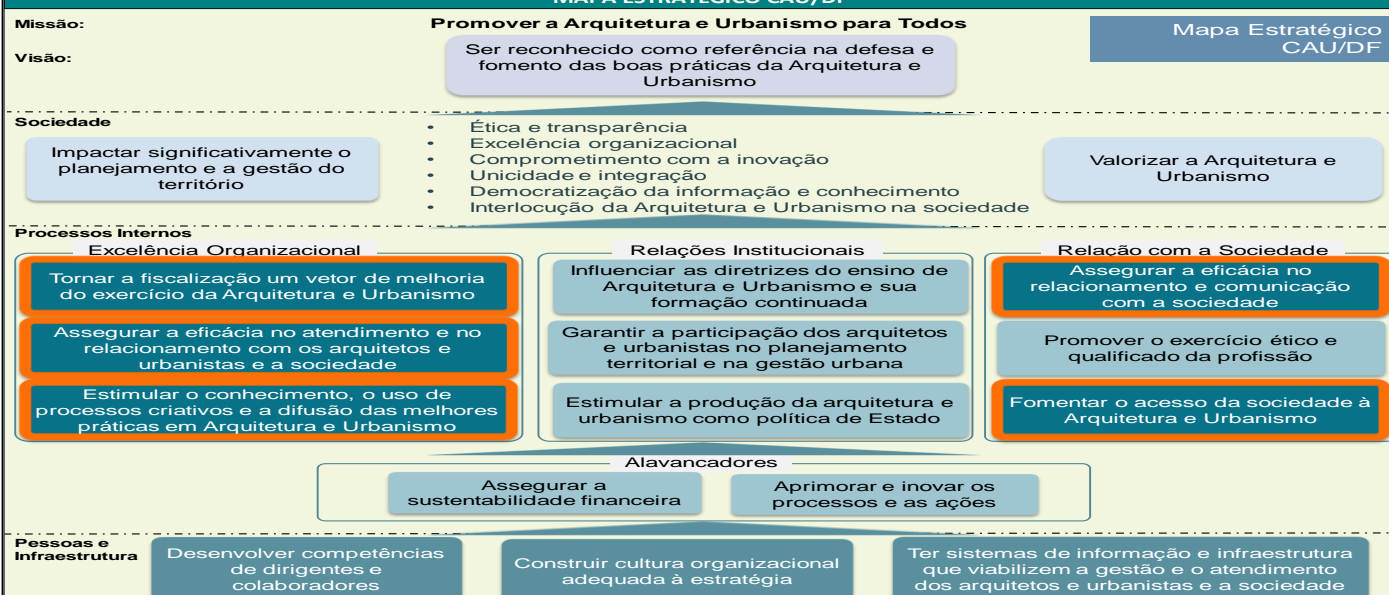 MAPA ESTRATÉGICO CAU/DF
Missão:
Promover a Arquitetura e Urbanismo para Todos
Mapa Estratégico
CAU/DF
Visão:
Ser reconhecido como referência na defesa e
fomento das boas práticas da Arquitetura e
Urbanismo
Sociedade
Impactar significativamente o
planejamento e a gestão do
território
• Ética e transparência
• Excelência organizacional
• Comprometimento com a inovação
• Unicidade e integração
• Democratização da informação e conhecimento
• Interlocução da Arquitetura e Urbanismo na sociedade
Valorizar a Arquitetura e
Urbanismo
Processos Internos
Excelência Organizacional
Tornar a fiscalização um vetor de melhoria
do exercício da Arquitetura e Urbanismo
Assegurar a eficácia no atendimento e no
relacionamento com os arquitetos e
urbanistas e a sociedade
Estimular o conhecimento, o uso de
processos criativos e a difusão das melhores
práticas em Arquitetura e Urbanismo
Relações Institucionais
Influenciar as diretrizes do ensino de
Arquitetura e Urbanismo e sua
formação continuada
Garantir a participação dos arquitetos
e urbanistas no planejamento
territorial e na gestão urbana
Estimular a produção da arquitetura e
urbanismo como política de Estado
Relação com a Sociedade
Assegurar a eficácia no
relacionamento e comunicação
com a sociedade
Promover o exercício ético e
qualificado da profissão
Fomentar o acesso da sociedade à
Arquitetura e Urbanismo
Alavancadores
Assegurar a
sustentabilidade financeira
Aprimorar e inovar os
processos e as ações
Pessoas e
Infraestrutura
Desenvolver competências
de dirigentes e
colaboradores
Construir cultura organizacional
adequada à estratégia
Ter sistemas de informação e infraestrutura
que viabilizem a gestão e o atendimento
dos arquitetos e urbanistas e a sociedade